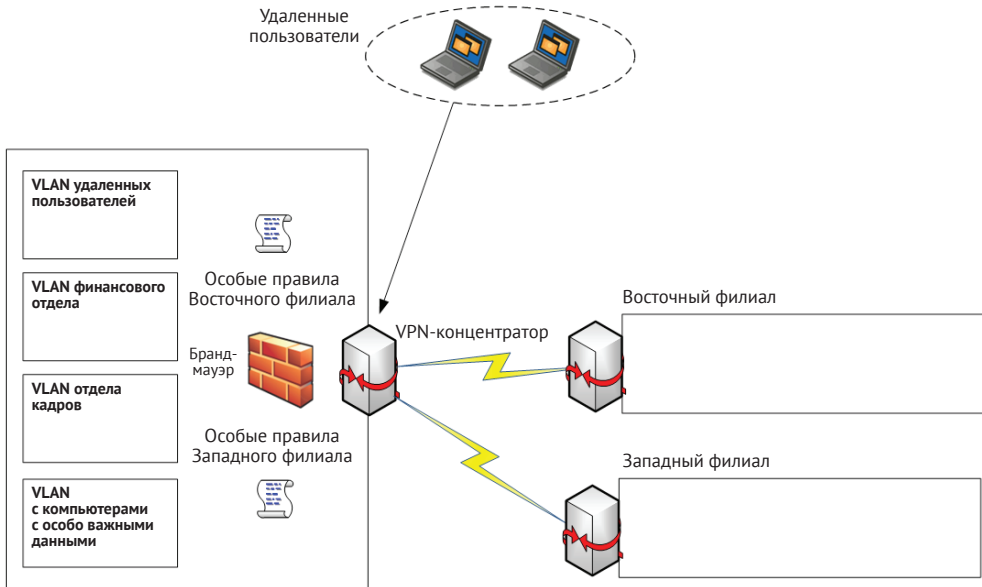 Удаленные
пользователи
VLAN удаленных
пользователей
Особые правила
Восточного филиала
VLAN финансового
отдела
Бранд-
мауэр
VPN-концентратор
Восточный филиал
VLAN отдела
кадров
Особые правила
Западного филиала
Западный филиал
VLAN
с компьютерами
с особо важными
данными